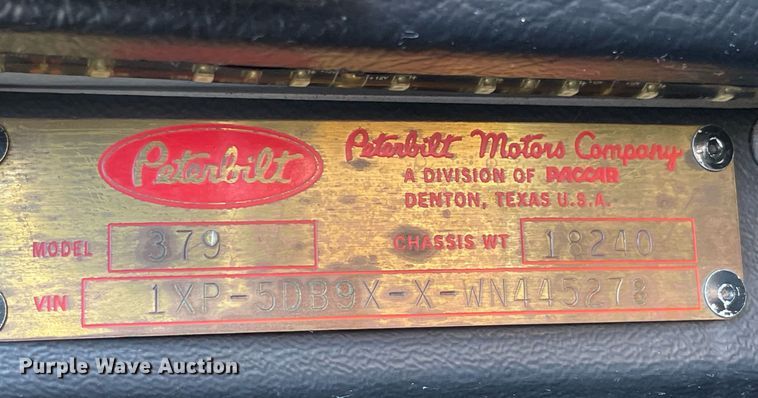 Peterbilt
Peterbilt Motors Company
A DIVISION OF PACCAR
DENTON, TEXAS U.S.A.
MODEL 379
CHASSIS WT 18240
VIN 1XP-5DB9X-X-WN445278
Purple Wave Auction